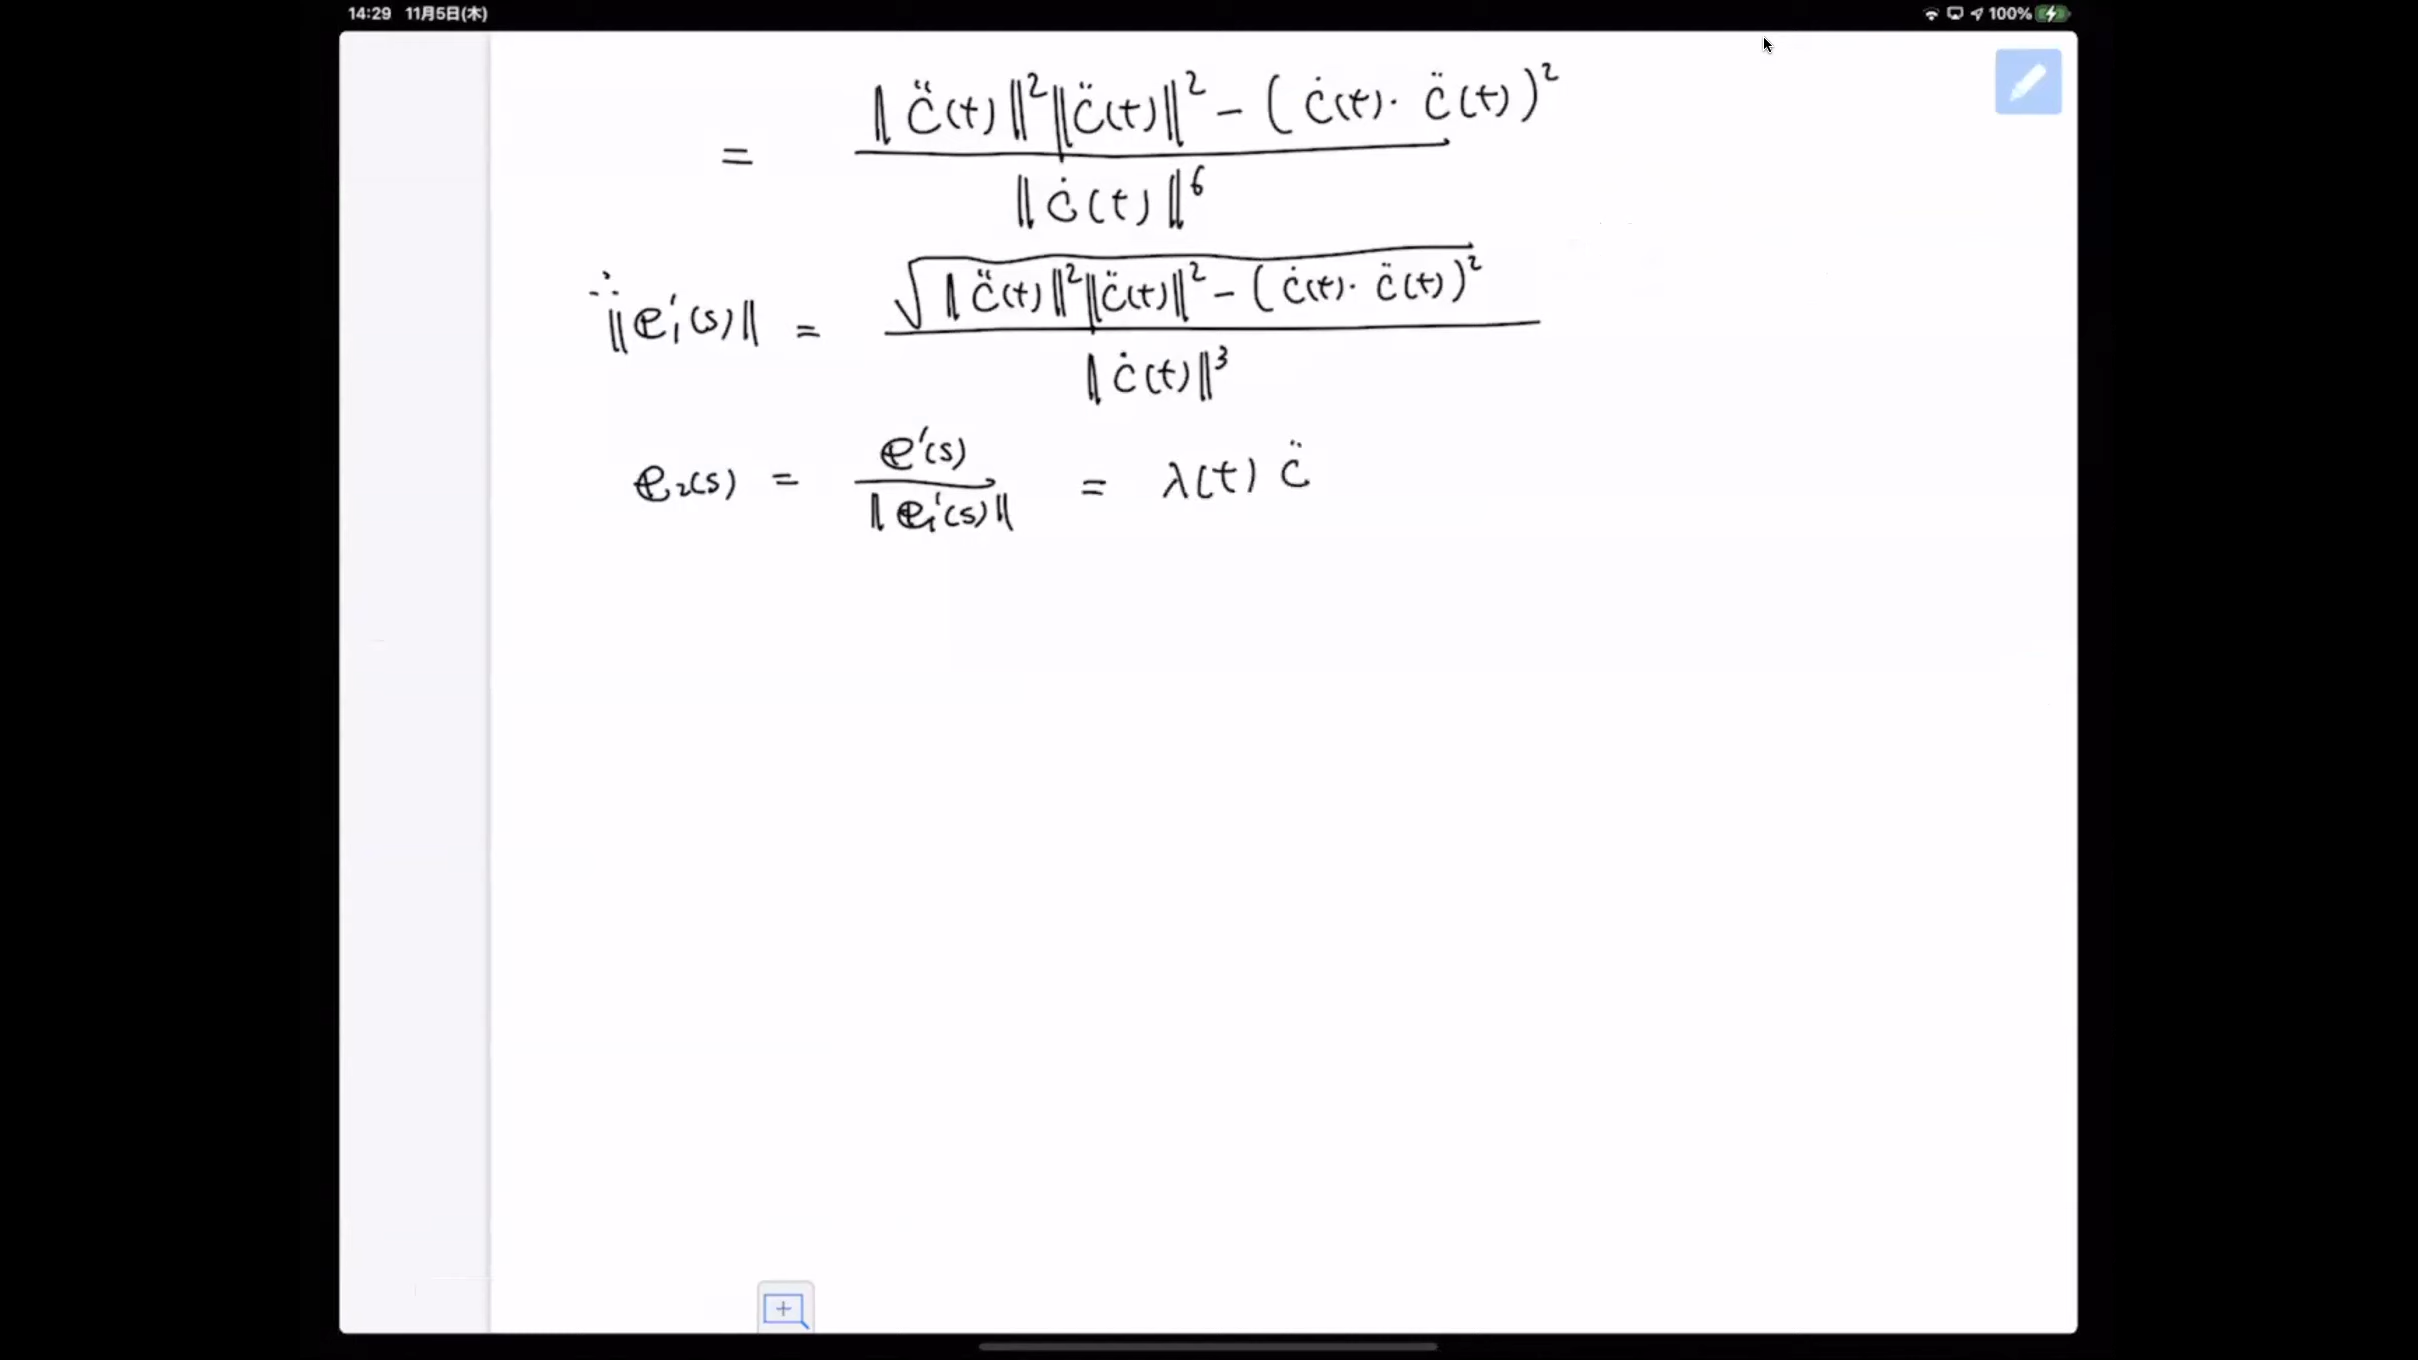 14:29 11月5日(木) 100%
= ‖c̈(t)‖²‖c̈(t)‖² - (ċ(t)· c̈(t))² / ‖ċ(t)‖⁶
∴ ‖e₁'(s)‖ = √‖c̈(t)‖²‖c̈(t)‖² - (ċ(t)· c̈(t))² / ‖ċ(t)‖³
e₂(s) = e'(s) / ‖e₁'(s)‖ = λ(t) c̈